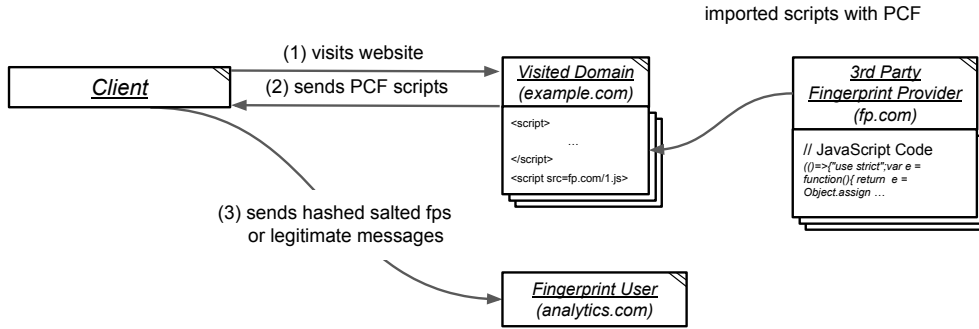 imported scripts with PCF
(1) visits website
Client
(2) sends PCF scripts
Visited Domain
(example.com)
<script>
...
</script>
<script src=fp.com/1.js>
3rd Party
Fingerprint Provider
(fp.com)
// JavaScript Code
(()=>{"use strict";var e =
function(){ return e =
Object.assign ...
(3) sends hashed salted fps
or legitimate messages
Fingerprint User
(analytics.com)